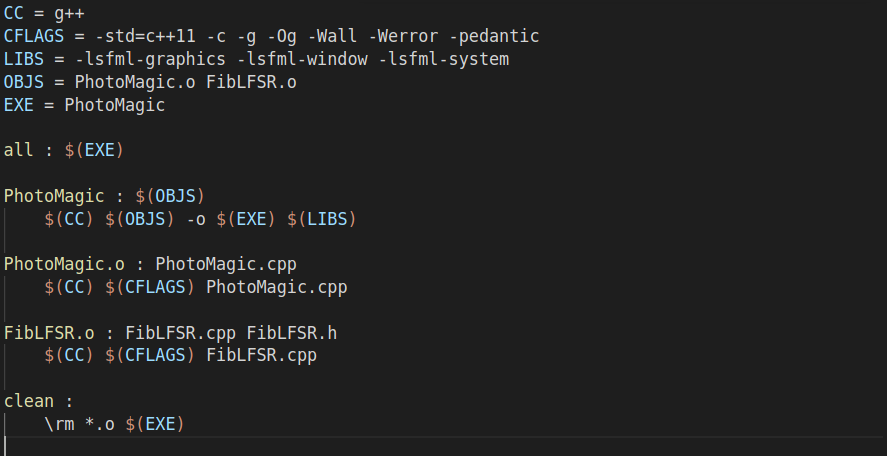 CC = g++
CFLAGS = -std=c++11 -c -g -Og -Wall -Werror -pedantic
LIBS = -lsfml-graphics -lsfml-window -lsfml-system
OBJS = PhotoMagic.o FibLFSR.o
EXE = PhotoMagic

all : $(EXE)

PhotoMagic : $(OBJS)
    $(CC) $(OBJS) -o $(EXE) $(LIBS)

PhotoMagic.o : PhotoMagic.cpp
    $(CC) $(CFLAGS) PhotoMagic.cpp

FibLFSR.o : FibLFSR.cpp FibLFSR.h
    $(CC) $(CFLAGS) FibLFSR.cpp

clean :
    \rm *.o $(EXE)